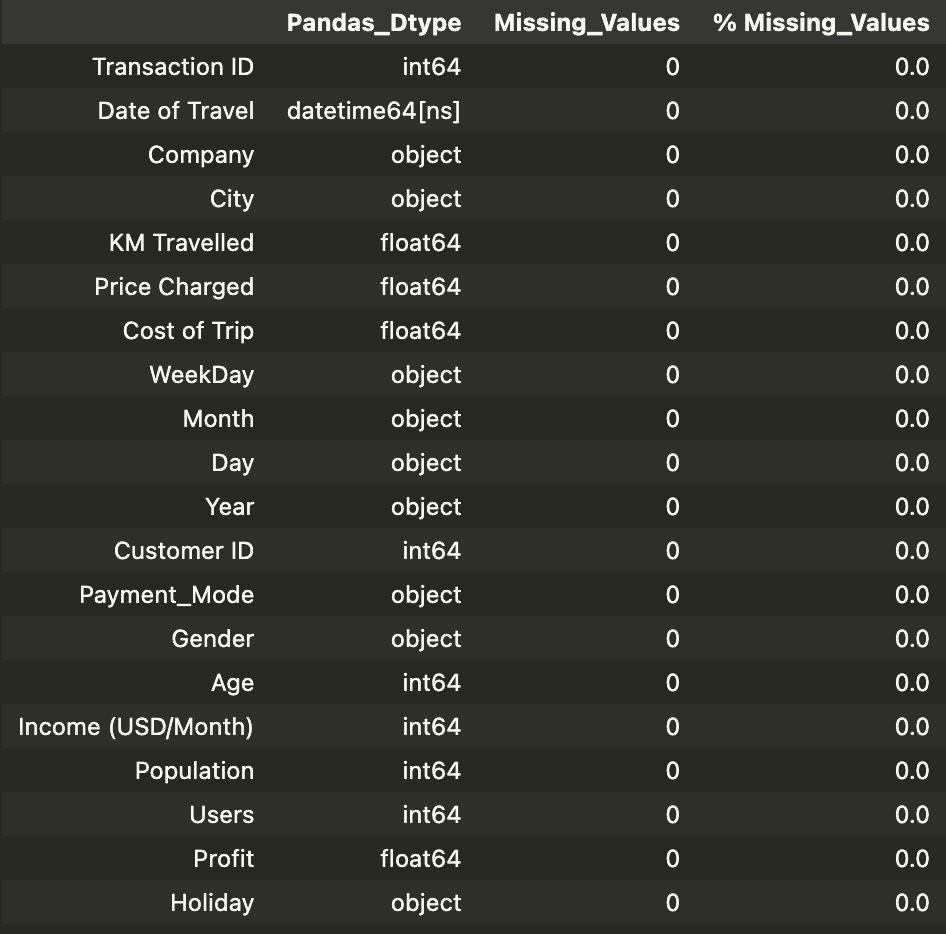 Pandas_Dtype Missing_Values % Missing_Values
Transaction ID int64 0 0.0
Date of Travel datetime64[ns] 0 0.0
Company object 0 0.0
City object 0 0.0
KM Travelled float64 0 0.0
Price Charged float64 0 0.0
Cost of Trip float64 0 0.0
WeekDay object 0 0.0
Month object 0 0.0
Day object 0 0.0
Year object 0 0.0
Customer ID int64 0 0.0
Payment_Mode object 0 0.0
Gender object 0 0.0
Age int64 0 0.0
Income (USD/Month) int64 0 0.0
Population int64 0 0.0
Users int64 0 0.0
Profit float64 0 0.0
Holiday object 0 0.0